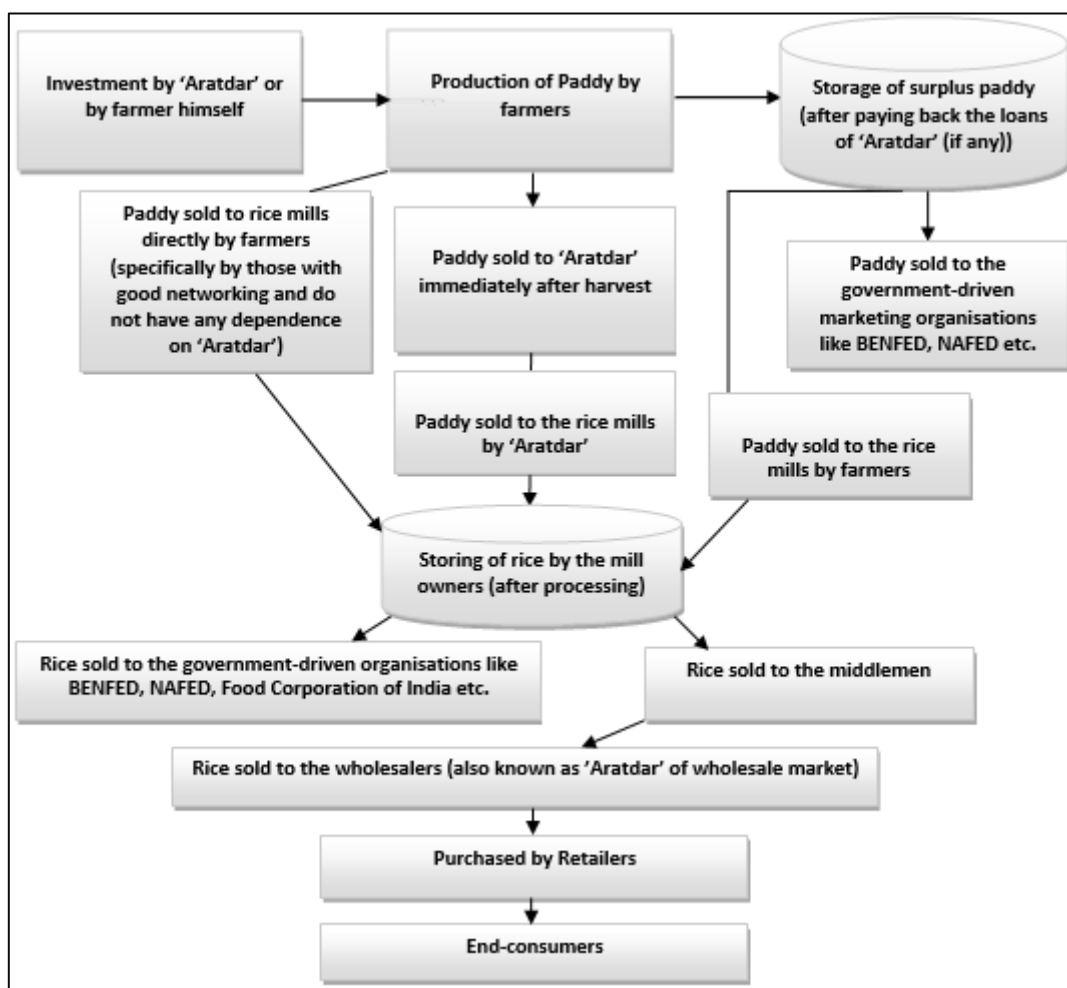 Investment by ‘Aratdar’ or
by farmer himself
Production of Paddy by
farmers
Storage of surplus paddy
(after paying back the loans
of ‘Aratdar’ (if any))
Paddy sold to rice mills
directly by farmers
(specifically by those with
good networking and do
not have any dependence
on ‘Aratdar’)
Paddy sold to ‘Aratdar’
immediately after harvest
Paddy sold to the
government-driven
marketing organisations
like BENFED, NAFED etc.
Paddy sold to the rice mills
by ‘Aratdar’
Paddy sold to the rice
mills by farmers
Storing of rice by the mill
owners (after processing)
Rice sold to the government-driven organisations like
BENFED, NAFED, Food Corporation of India etc.
Rice sold to the middlemen
Rice sold to the wholesalers (also known as ‘Aratdar’ of wholesale market)
Purchased by Retailers
End-consumers